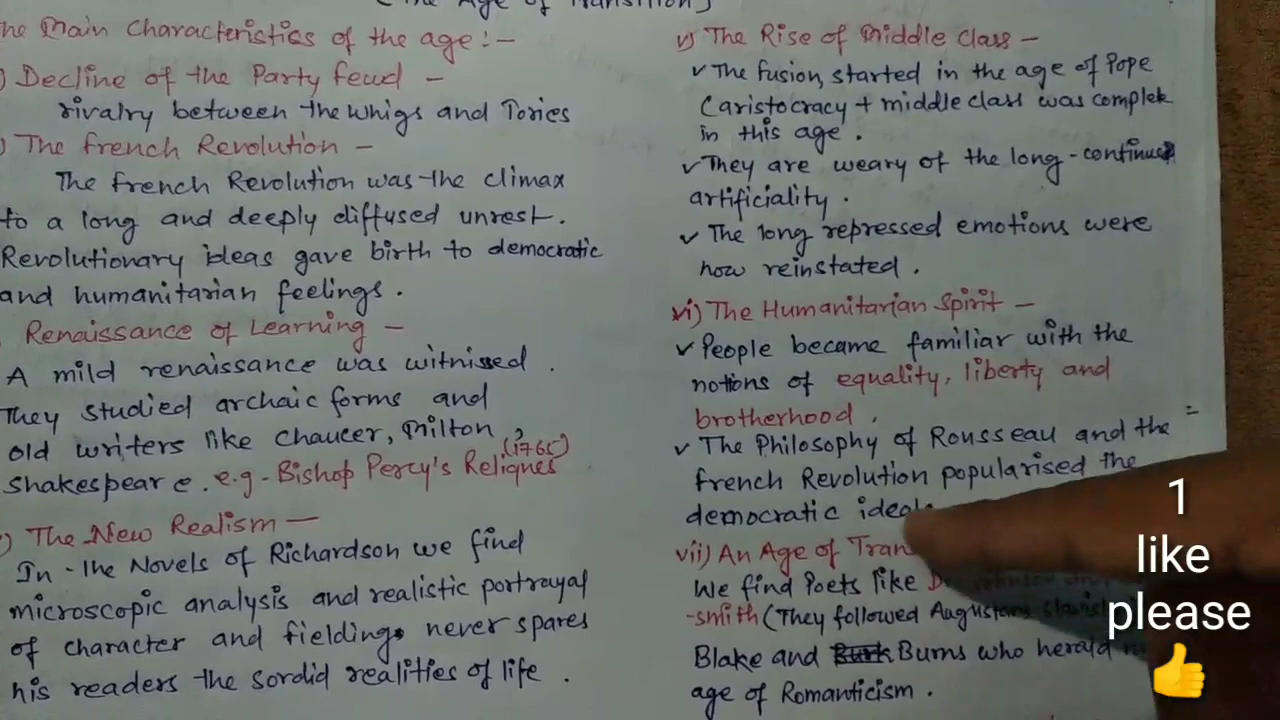 (The Age of Transition)
he Main Characteristics of the age:-
) Decline of the Party feud -
rivalry between the Whigs and Tories
) The French Revolution -
The French Revolution was the climax
to a long and deeply diffused unrest.
Revolutionary ideas gave birth to democratic
and humanitarian feelings.
Renaissance of Learning -
A mild renaissance was witnissed.
They studied archaic forms and
old writers like Chaucer, Milton,
Shakespeare. e.g - Bishop Percy's Reliques (1765)
) The New Realism -
In the Novels of Richardson we find
microscopic analysis and realistic portrayal
of character and fielding never spares
his readers the sordid realities of life.
v) The Rise of Middle Class -
✓ The fusion, started in the age of Pope
(aristocracy + middle class was complete
in this age.
✓ They are weary of the long-continued
artificiality.
✓ The long repressed emotions were
now reinstated.
vi) The Humanitarian Spirit -
✓ People became familiar with the
notions of equality, liberty and
brotherhood.
✓ The Philosophy of Rousseau and the =
french Revolution popularised the
democratic ideals
vii) An Age of Tran
We find Poets like D
-smith (They followed Augustans
Blake and Burns who herald
age of Romanticism.
1
like
please